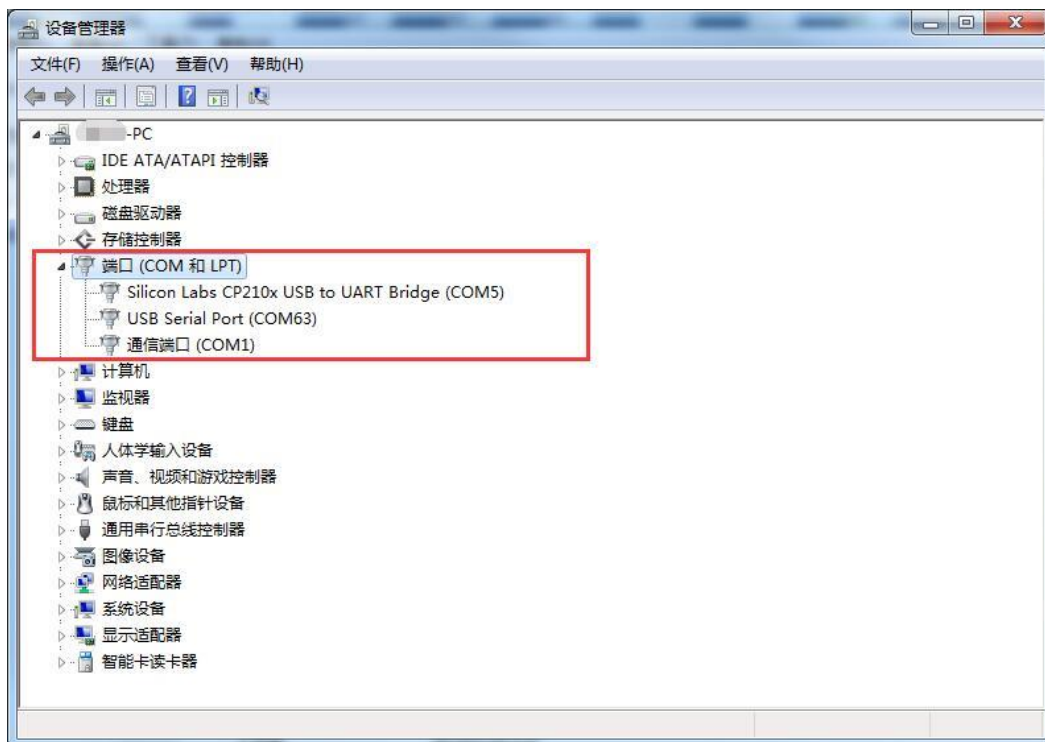 设备管理器
文件(F) 操作(A) 查看(V) 帮助(H)
-PC
IDE ATA/ATAPI 控制器
处理器
磁盘驱动器
存储控制器
端口 (COM 和 LPT)
Silicon Labs CP210x USB to UART Bridge (COM5)
USB Serial Port (COM63)
通信端口 (COM1)
计算机
监视器
键盘
人体学输入设备
声音、视频和游戏控制器
鼠标和其他指针设备
通用串行总线控制器
图像设备
网络适配器
系统设备
显示适配器
智能卡读卡器